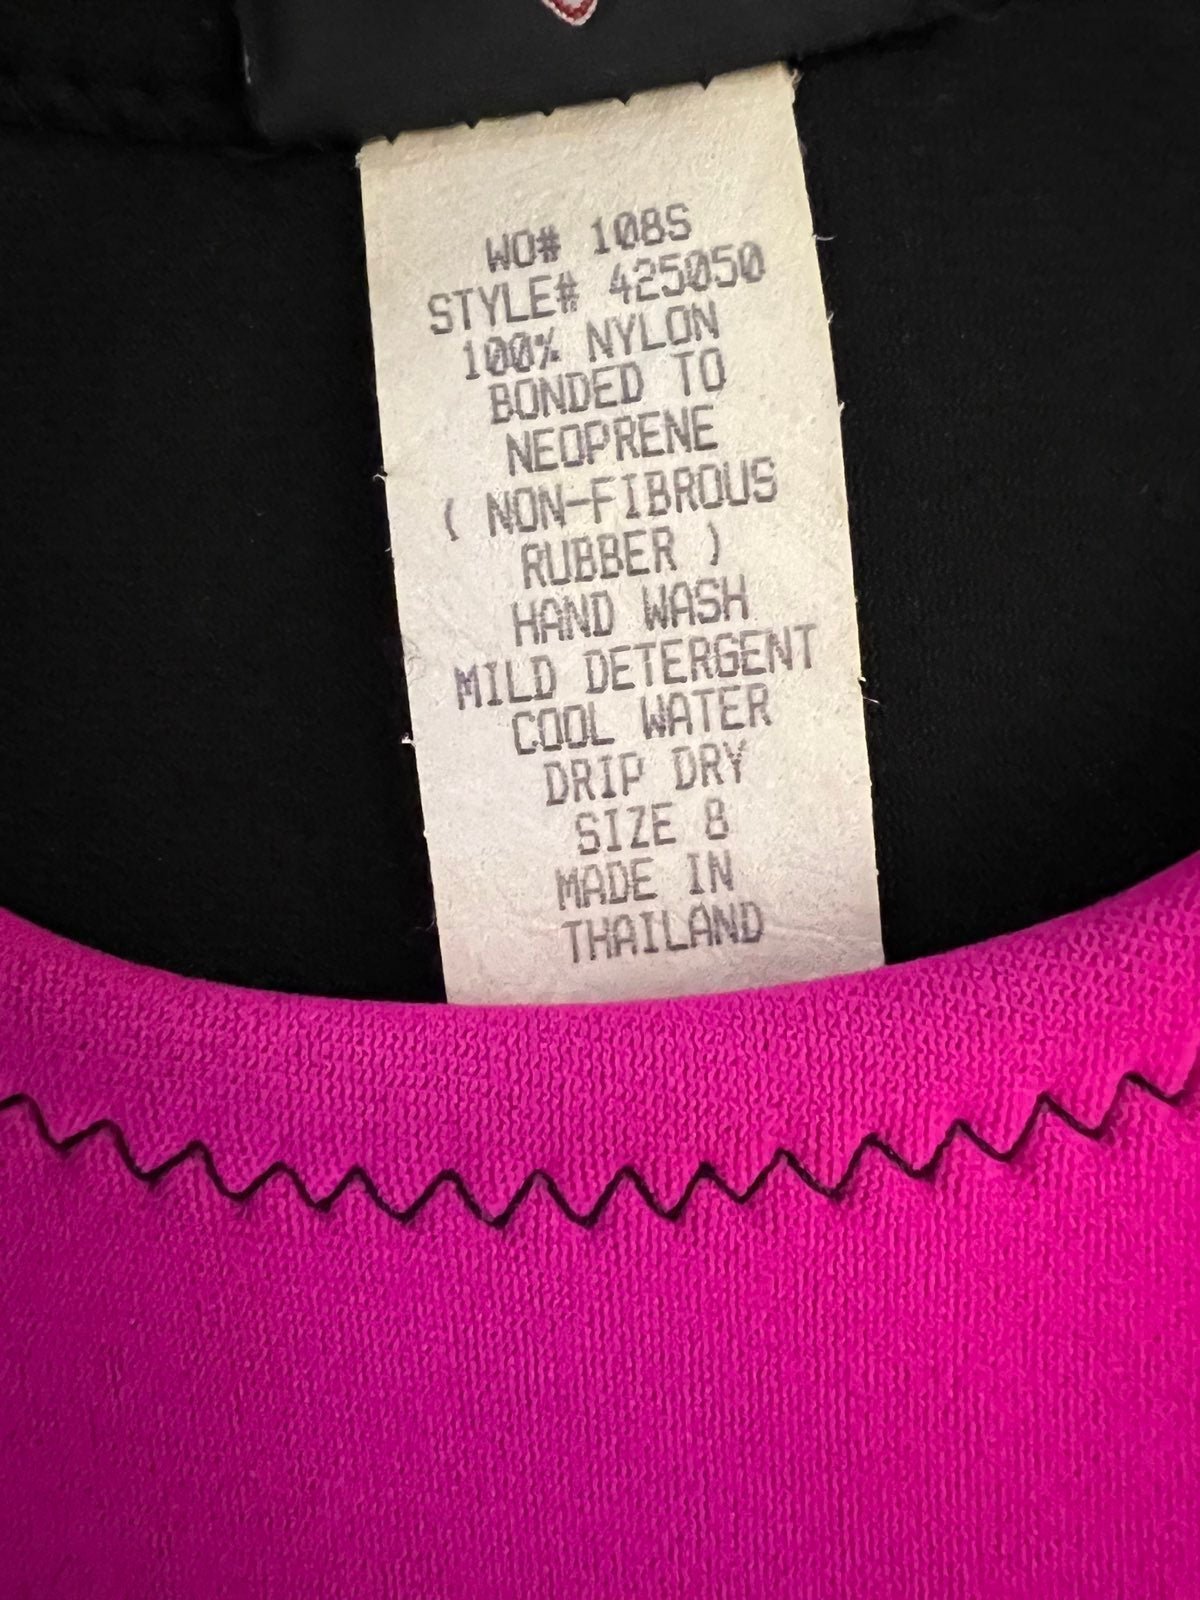 WO# 108S
STYLE# 425050
100% NYLON
BONDED TO
NEOPRENE
( NON-FIBROUS
RUBBER )
HAND WASH
MILD DETERGENT
COOL WATER
DRIP DRY
SIZE 8
MADE IN
THAILAND